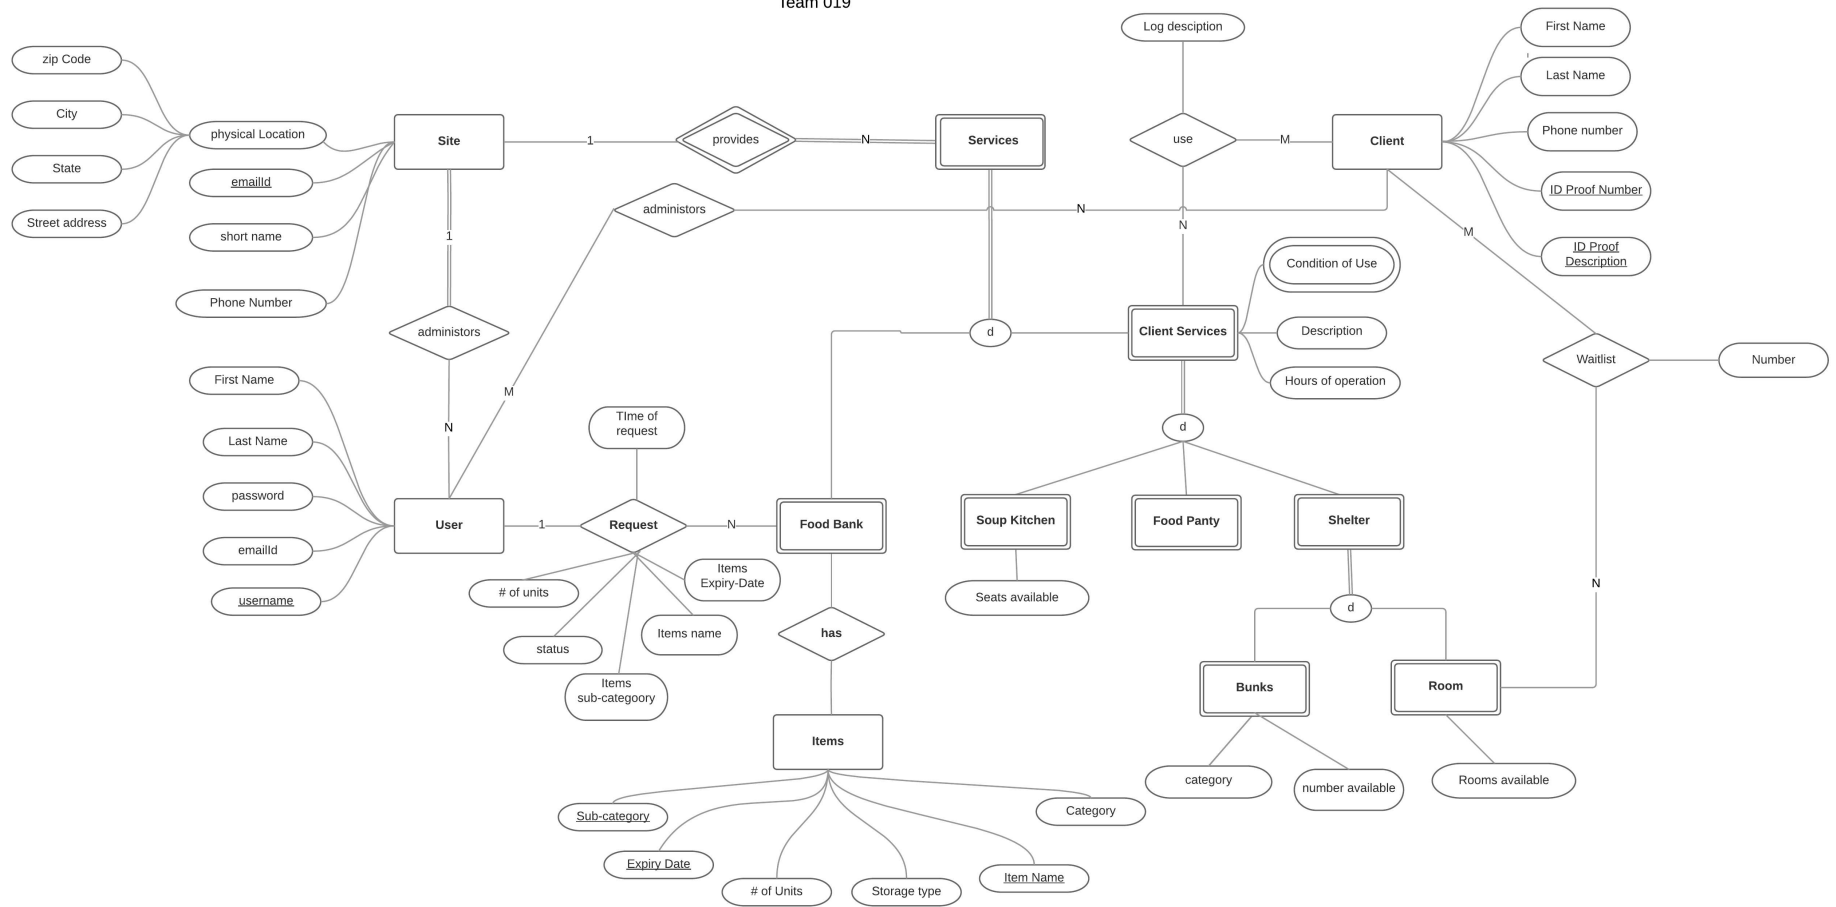 Team 019
Log desciption
First Name
Last Name
zip Code
City
physical Location
Site
1
provides
N
Services
use
M
Client
Phone number
State
emailId
ID Proof Number
Street address
short name
administors
N
N
M
ID Proof
Description
1
Phone Number
Condition of Use
administors
d
Client Services
Description
Waitlist
Number
First Name
M
Hours of operation
N
TIme of
request
d
Last Name
password
User
1
Request
N
Food Bank
Soup Kitchen
Food Panty
Shelter
emailId
Items
Expiry-Date
# of units
Seats available
N
username
d
Items name
has
status
Items
sub-categoory
Bunks
Room
Items
category
number available
Rooms available
Sub-category
Category
Expiry Date
# of Units
Storage type
Item Name